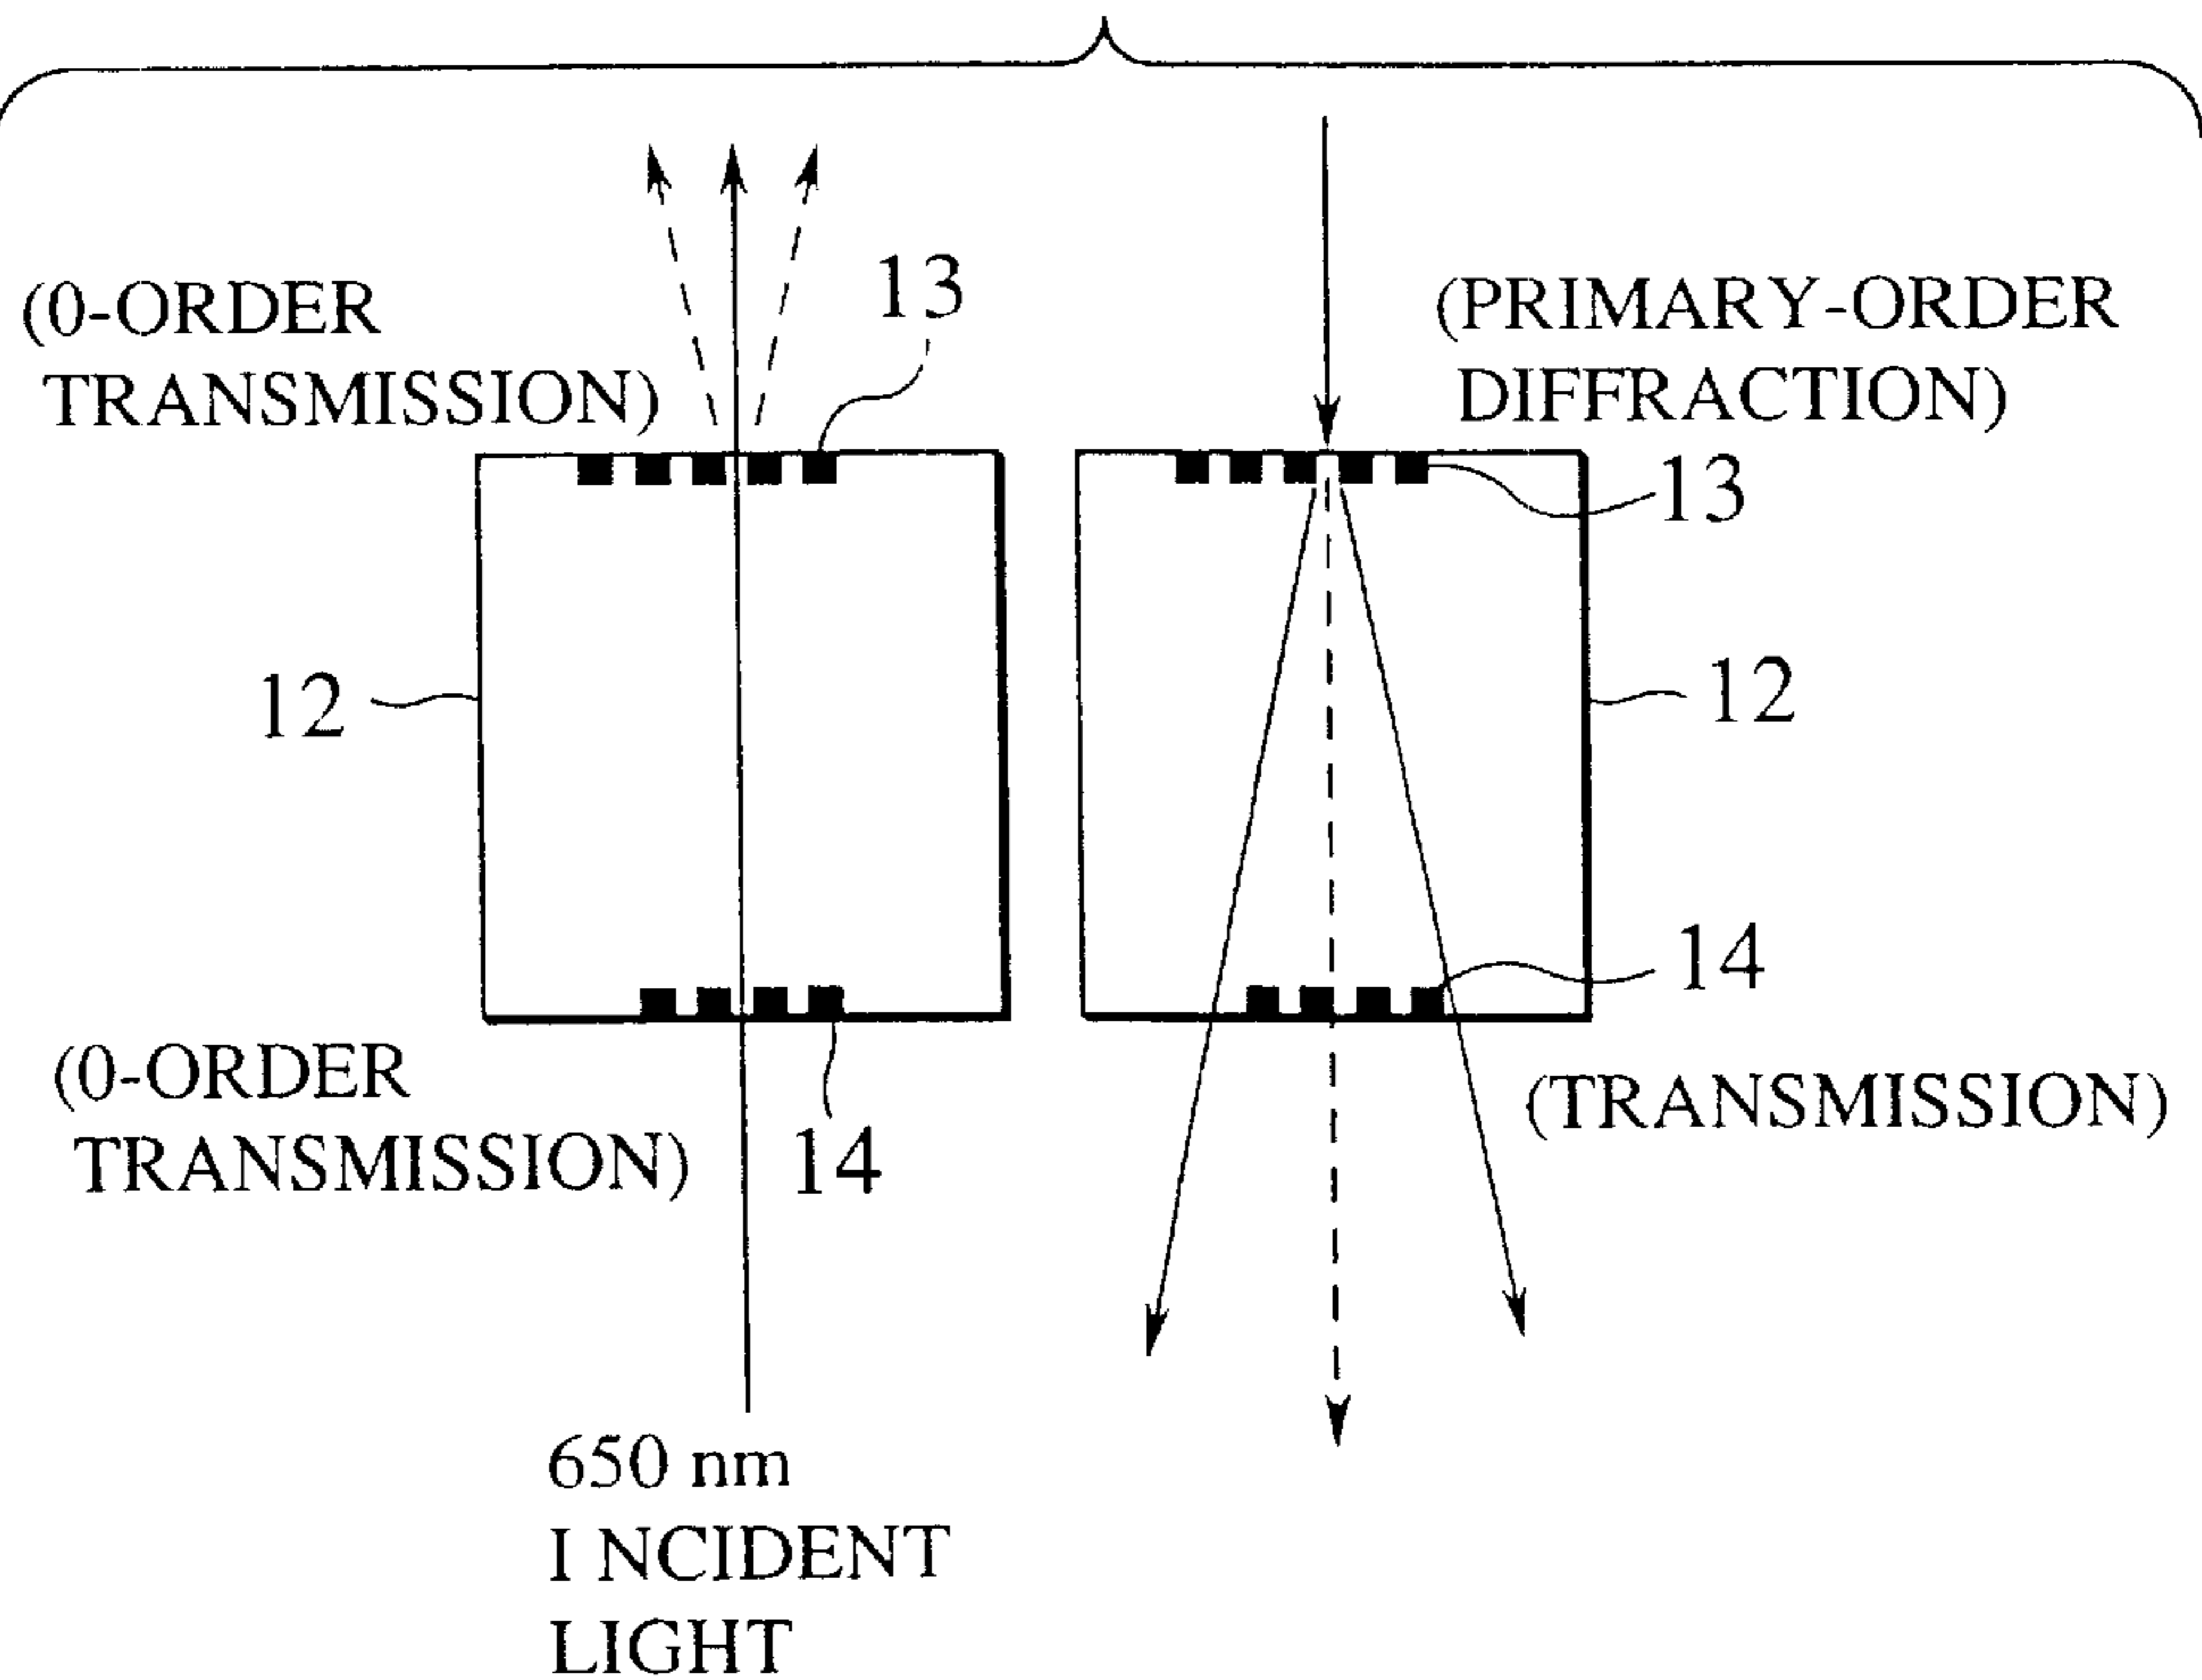 (0-ORDER
TRANSMISSION)
13
(PRIMARY-ORDER
DIFFRACTION)
13
12
12
14
(0-ORDER
TRANSMISSION)
14
(TRANSMISSION)
650 nm
I NCIDENT
LIGHT